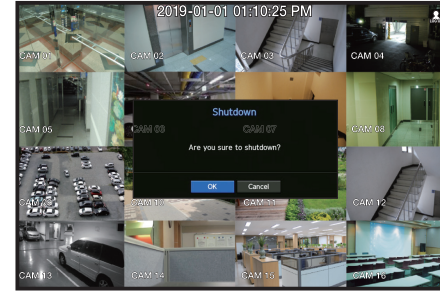 2019-01-01 01:10:25 PM
CAM 01
CAM 02
CAM 03
CAM 04
Shutdown
CAM 05
CAM 06
CAM 07
CAM 08
Are you sure to shutdown?
OK
Cancel
CAM 10
CAM 11
CAM 12
CAM 13
CAM 14
CAM 15
CAM 16